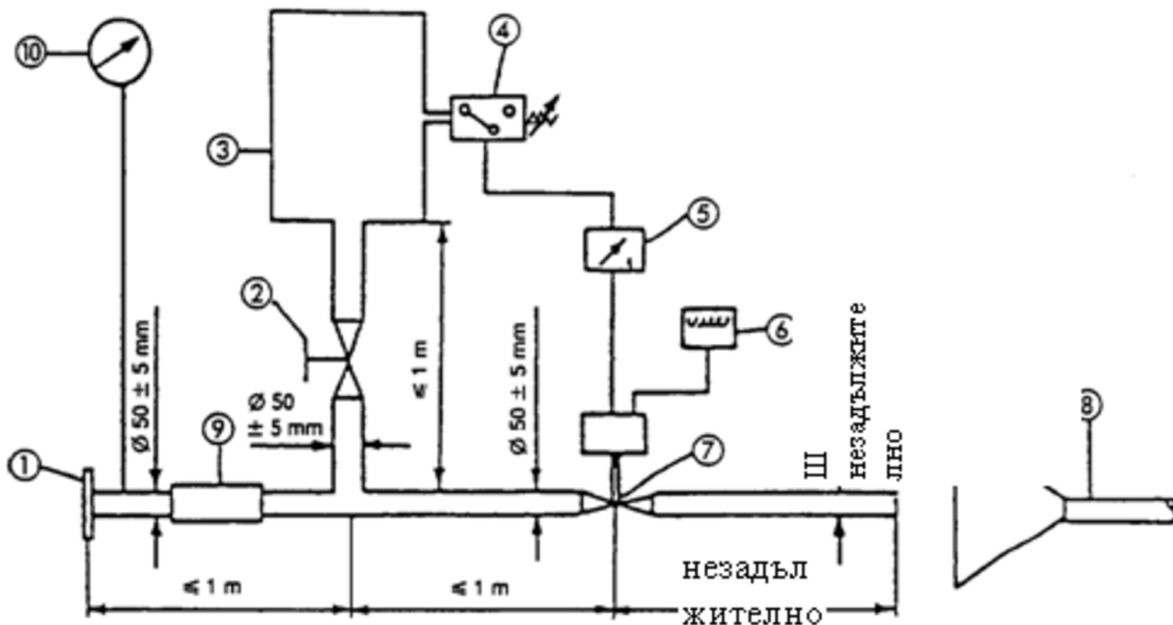 10
4
3
5
2
6
Ø 50 ± 5 mm
≤ 1 m
Ø 50 ± 5 mm
Ø 50
± 5 mm
Ш
незадължите
лно
8
9
7
1
≤ 1 m
≤ 1 m
незадъл
жително